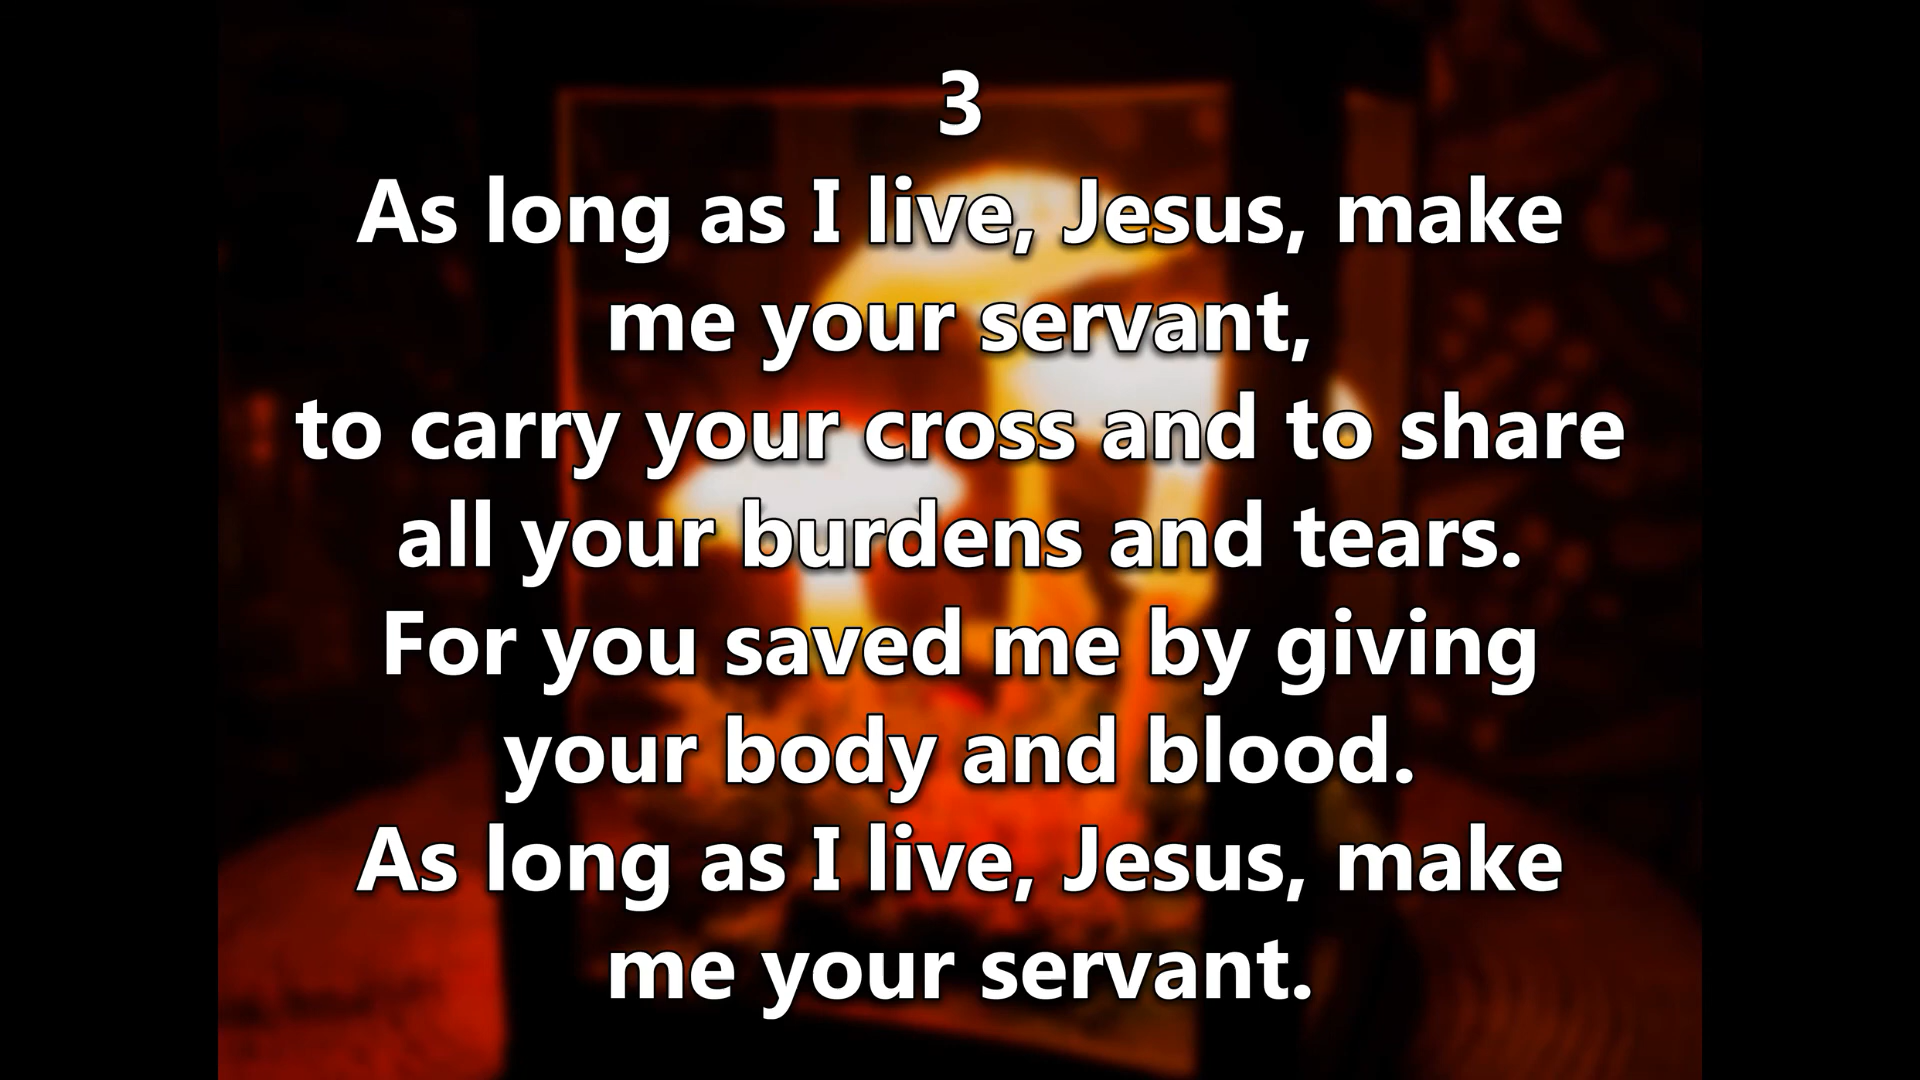 3
As long as I live, Jesus, make
me your servant,
to carry your cross and to share
all your burdens and tears.
For you saved me by giving
your body and blood.
As long as I live, Jesus, make
me your servant.